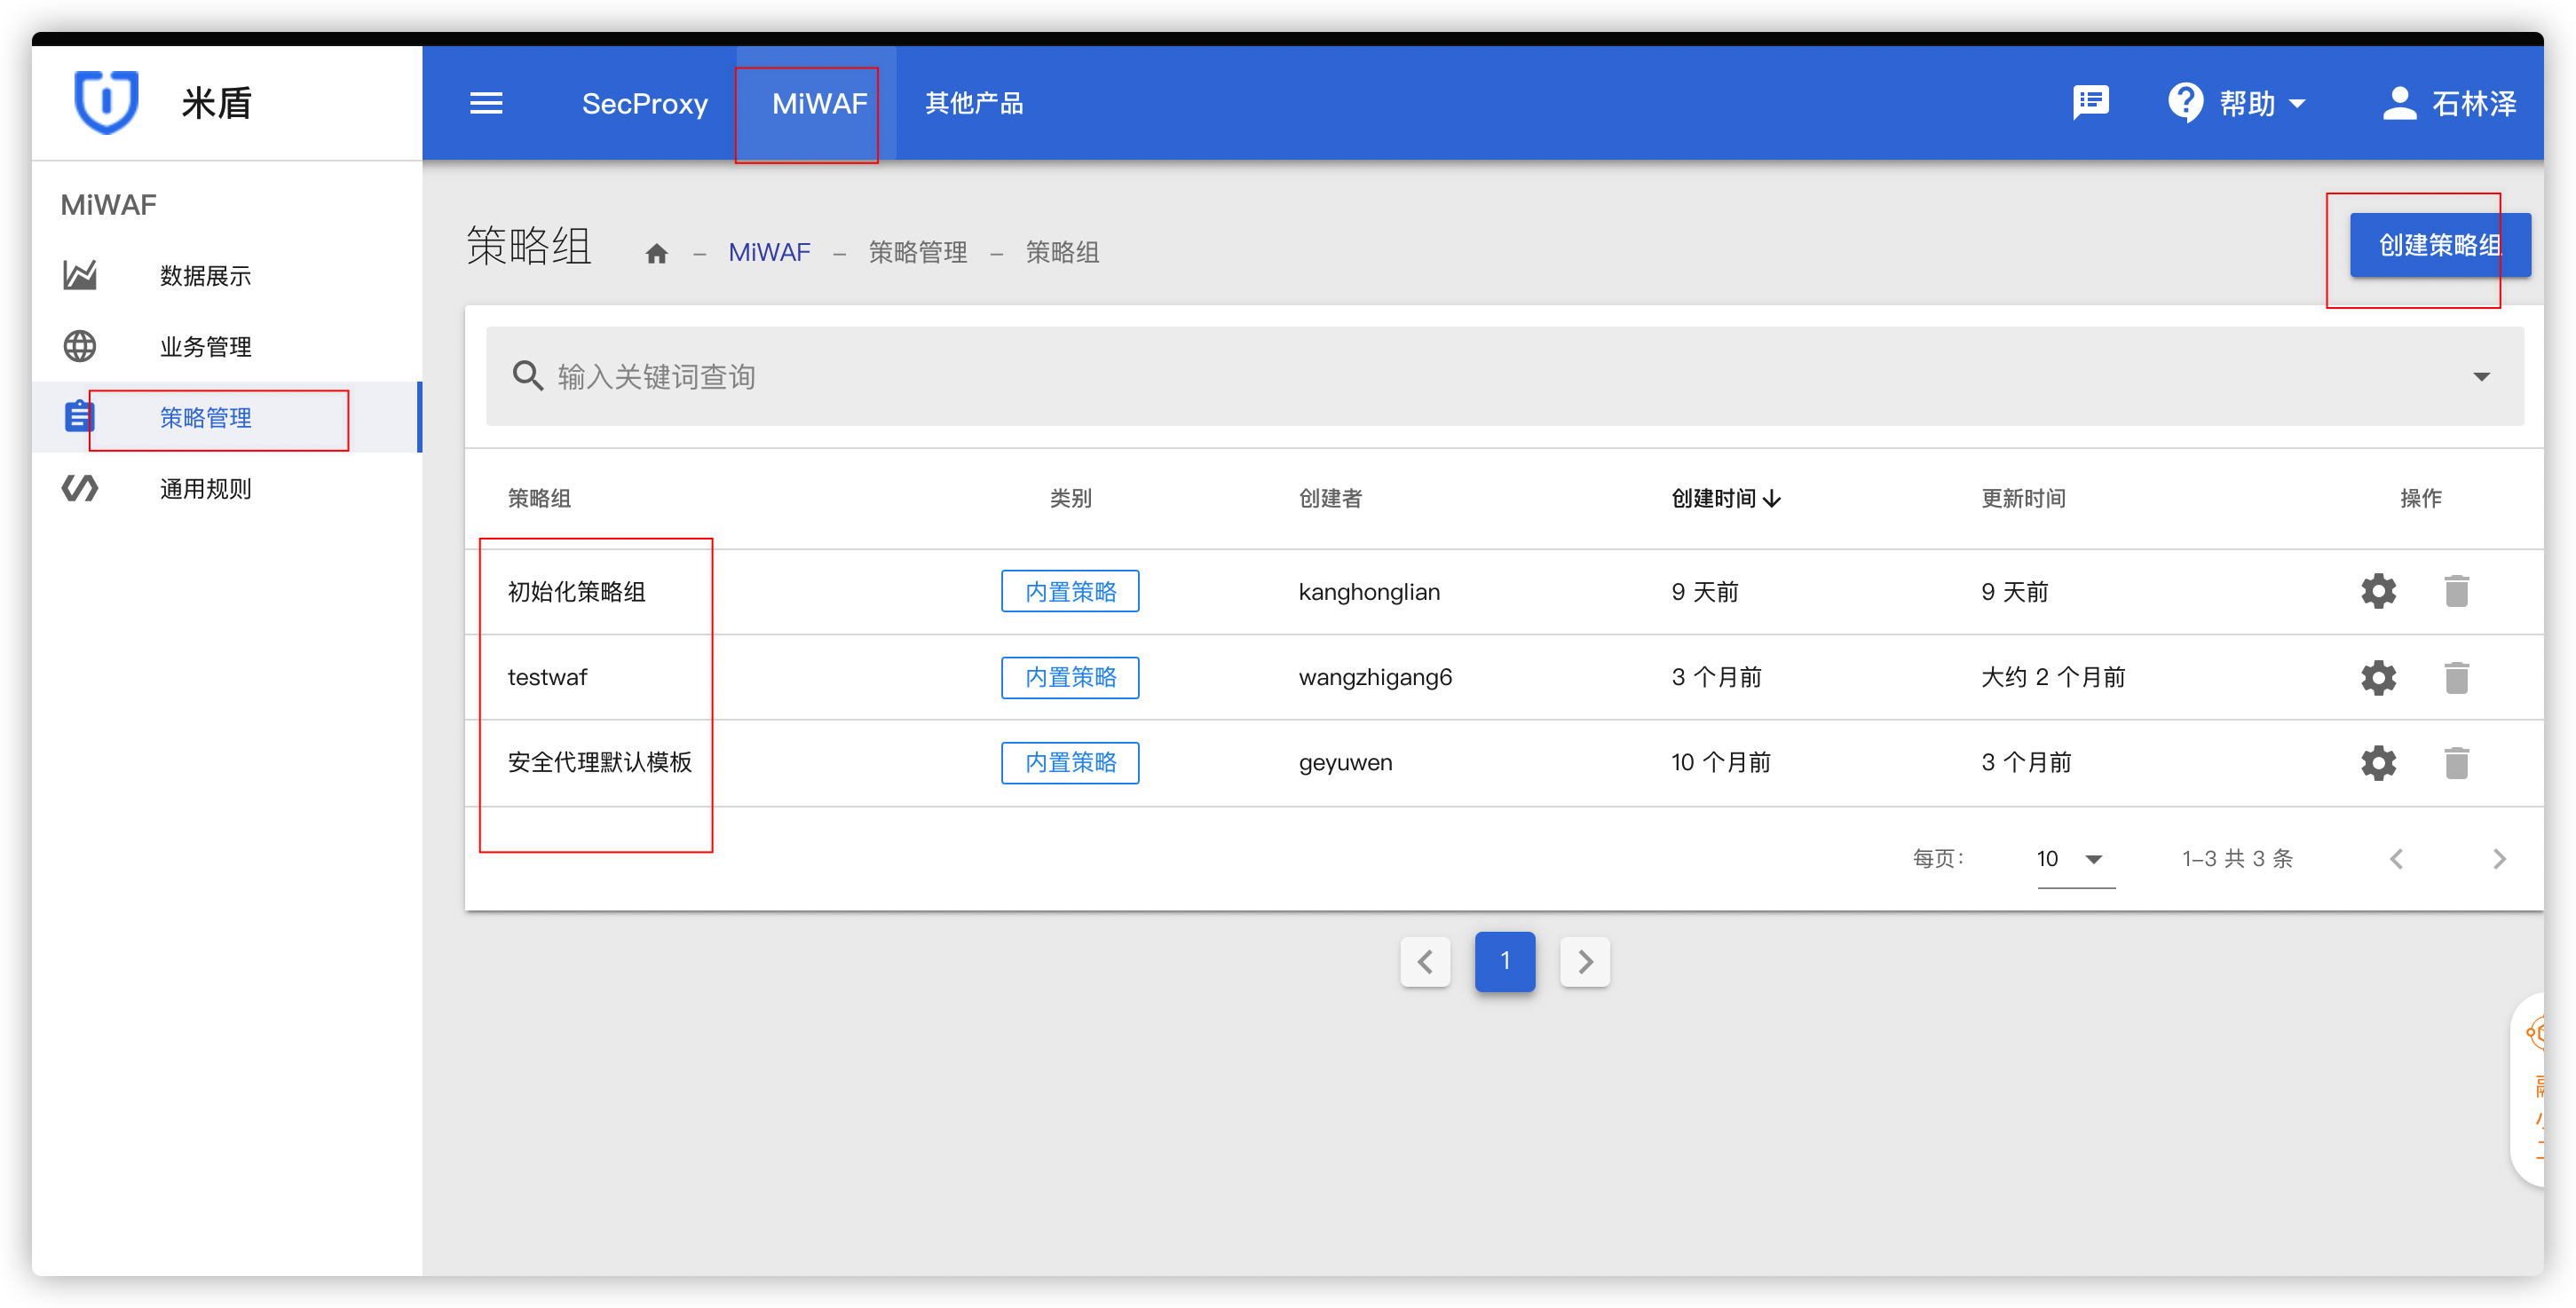 米盾
SecProxy
MiWAF
其他产品
帮助
石林泽
MiWAF
数据展示
业务管理
策略管理
通用规则
策略组
– MiWAF – 策略管理 – 策略组
创建策略组
输入关键词查询
策略组 类别 创建者 创建时间 更新时间 操作
初始化策略组 内置策略 kanghonglian 9 天前 9 天前
testwaf 内置策略 wangzhigang6 3 个月前 大约 2 个月前
安全代理默认模板 内置策略 geyuwen 10 个月前 3 个月前
每页: 10 1-3 共 3 条
1